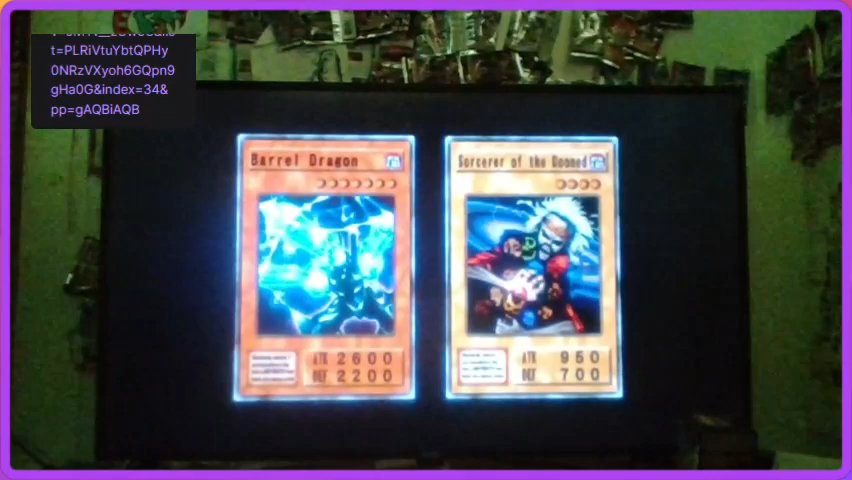 t=PLRiVtuYbtQPHy
0NRzVXyoh6GQpn9
gHa0G&index=34&
pp=gAQBiAQB
Barrel Dragon
ATK 2600
DEF 2200
Sorcerer of the Doomed
ATK 950
DEF 700